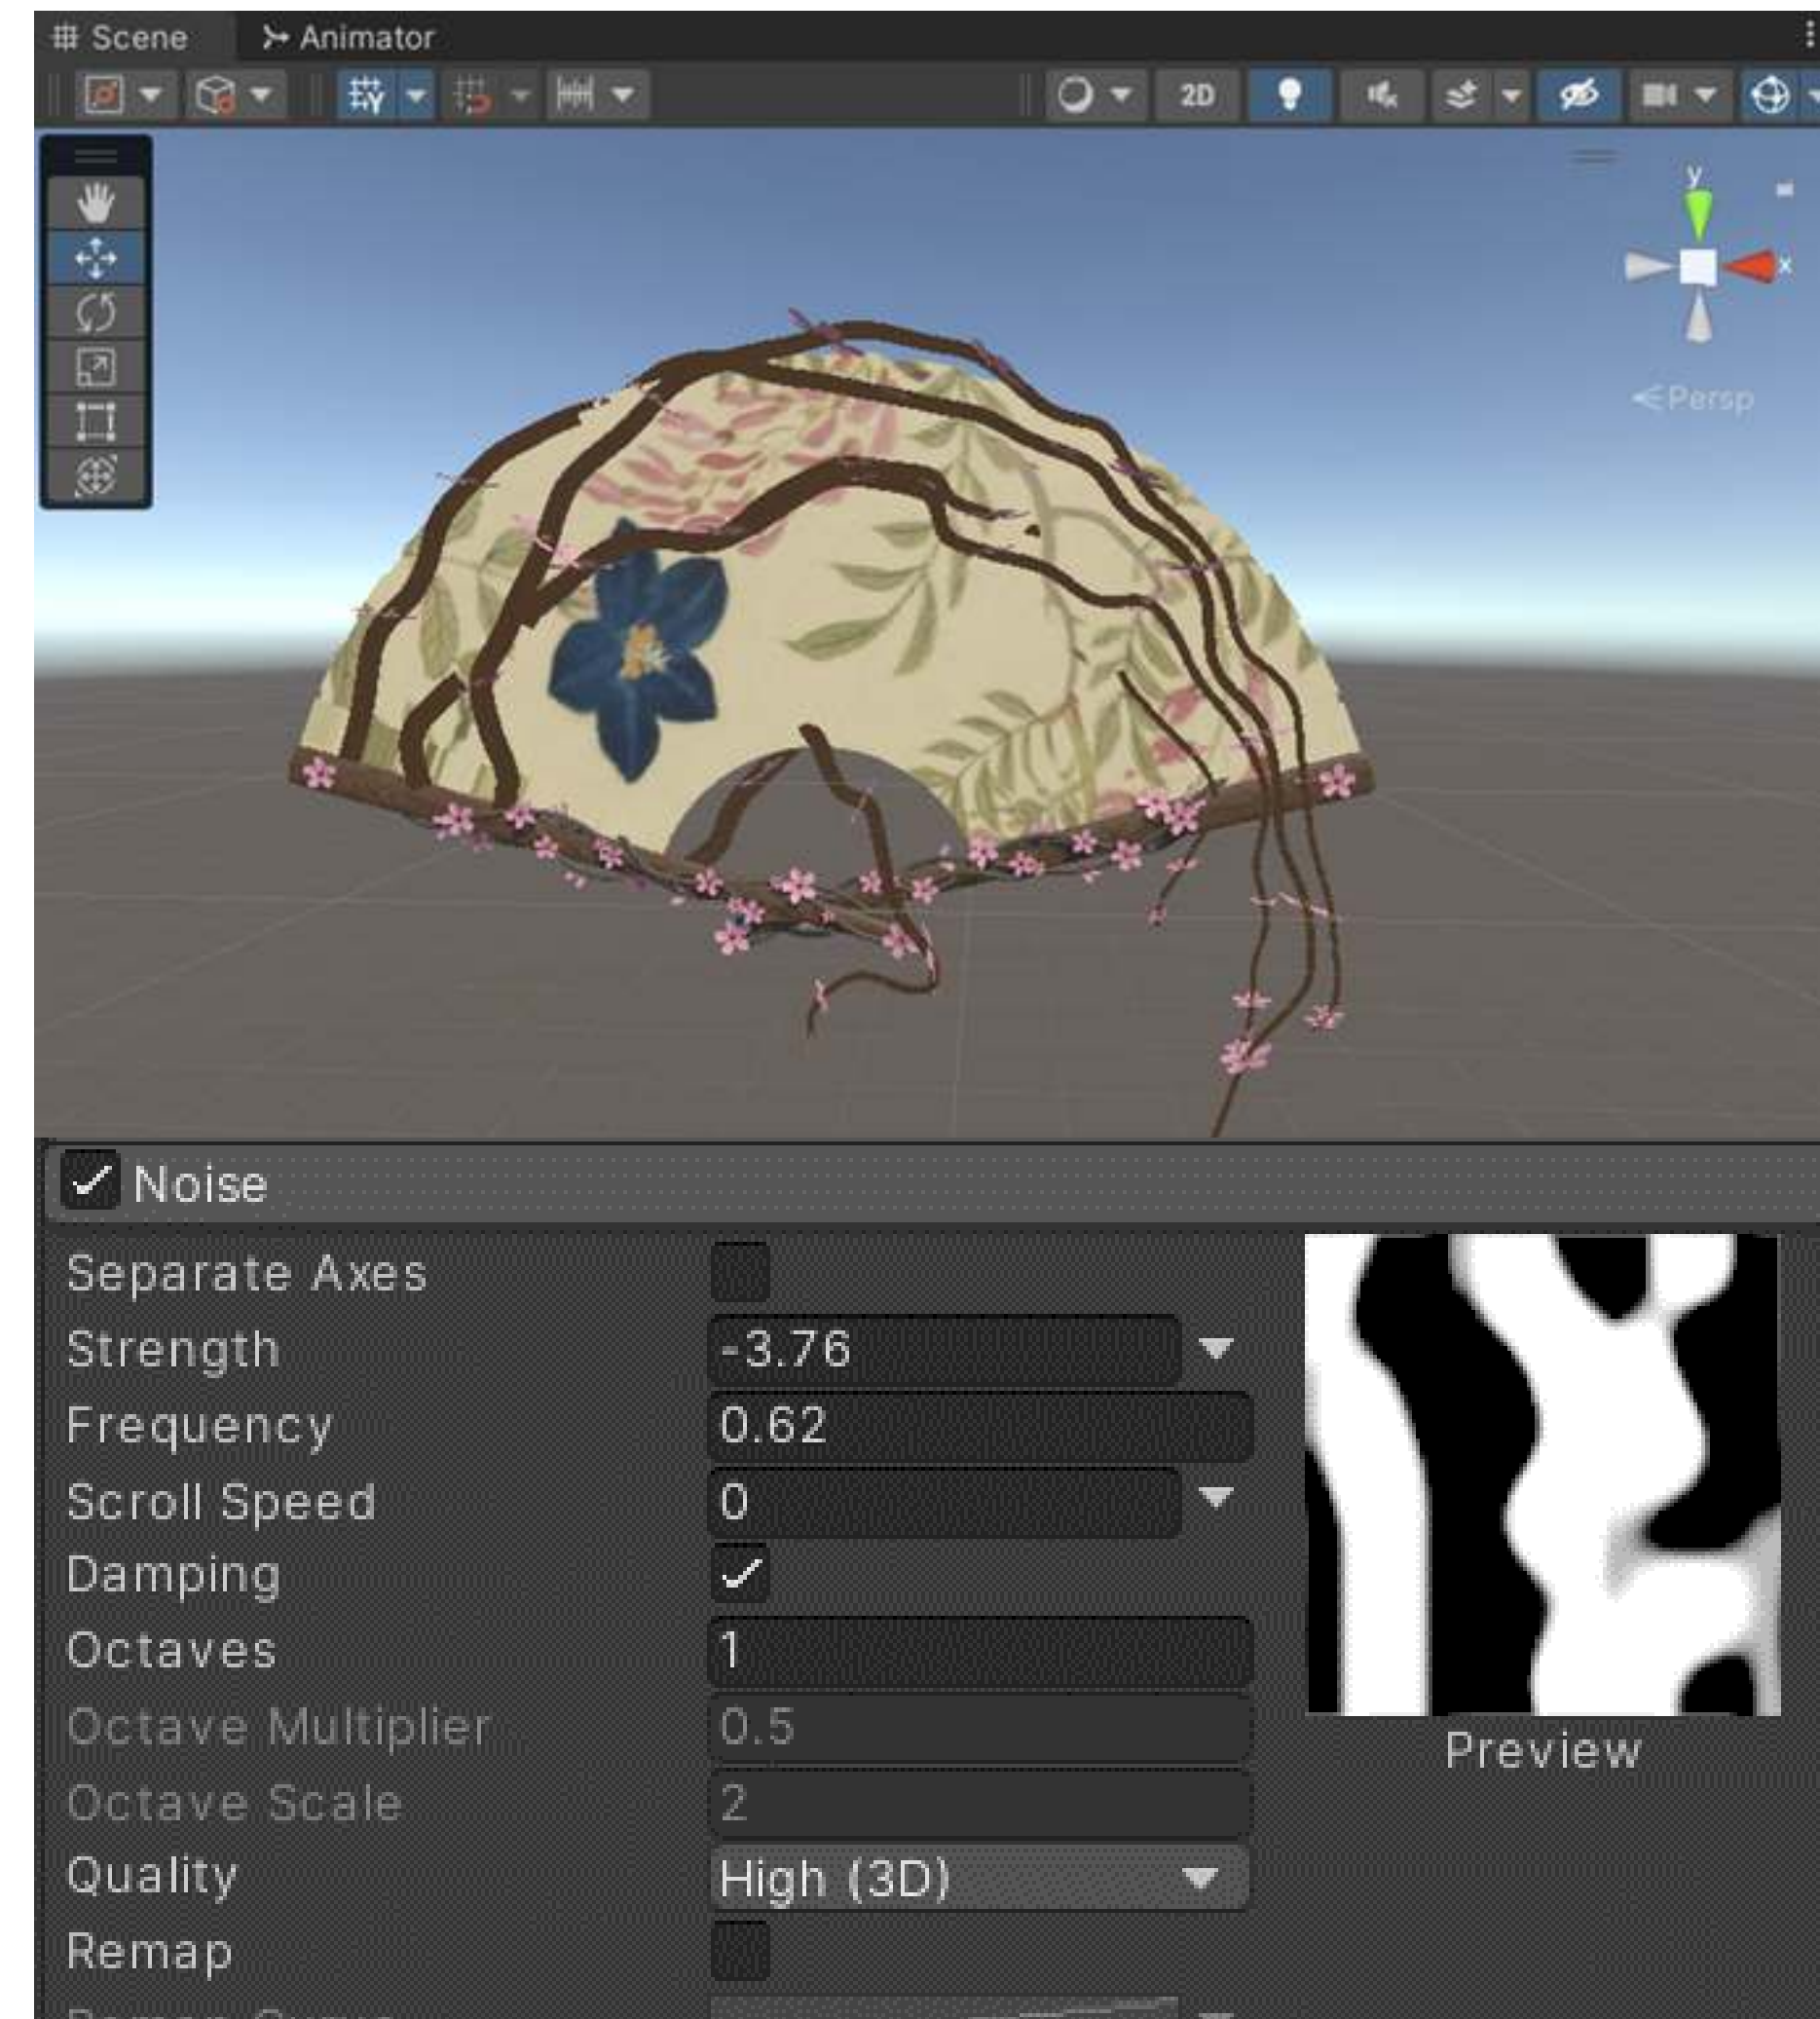 Scene Animator
2D
y
x
Persp
Noise
Separate Axes
Strength -3.76
Frequency 0.62
Scroll Speed 0
Damping
Octaves 1
Octave Multiplier 0.5
Octave Scale 2
Quality High (3D)
Remap
Preview